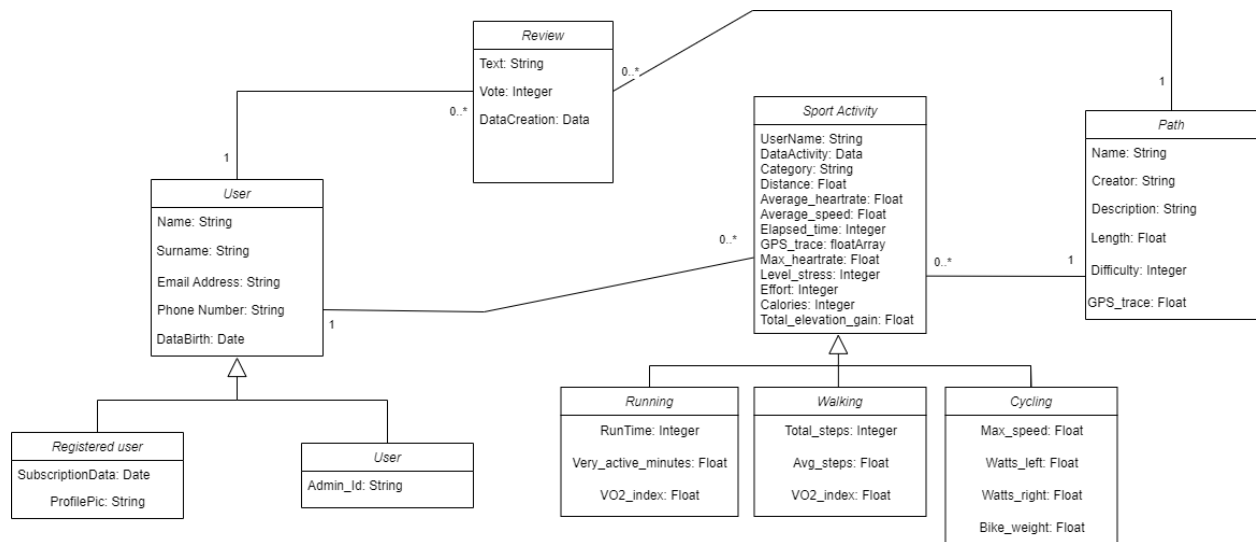 Review
Text: String
Vote: Integer
DataCreation: Data
0..*
0..*
1
1
User
Name: String
Surname: String
Email Address: String
Phone Number: String
DataBirth: Date
1
0..*
Sport Activity
UserName: String
DataActivity: Data
Category: String
Distance: Float
Average_heartrate: Float
Average_speed: Float
Elapsed_time: Integer
GPS_trace: floatArray
Max_heartrate: Float
Level_stress: Integer
Effort: Integer
Calories: Integer
Total_elevation_gain: Float
0..*
1
Path
Name: String
Creator: String
Description: String
Length: Float
Difficulty: Integer
GPS_trace: Float
Registered user
SubscriptionData: Date
ProfilePic: String
User
Admin_Id: String
Running
RunTime: Integer
Very_active_minutes: Float
VO2_index: Float
Walking
Total_steps: Integer
Avg_steps: Float
VO2_index: Float
Cycling
Max_speed: Float
Watts_left: Float
Watts_right: Float
Bike_weight: Float